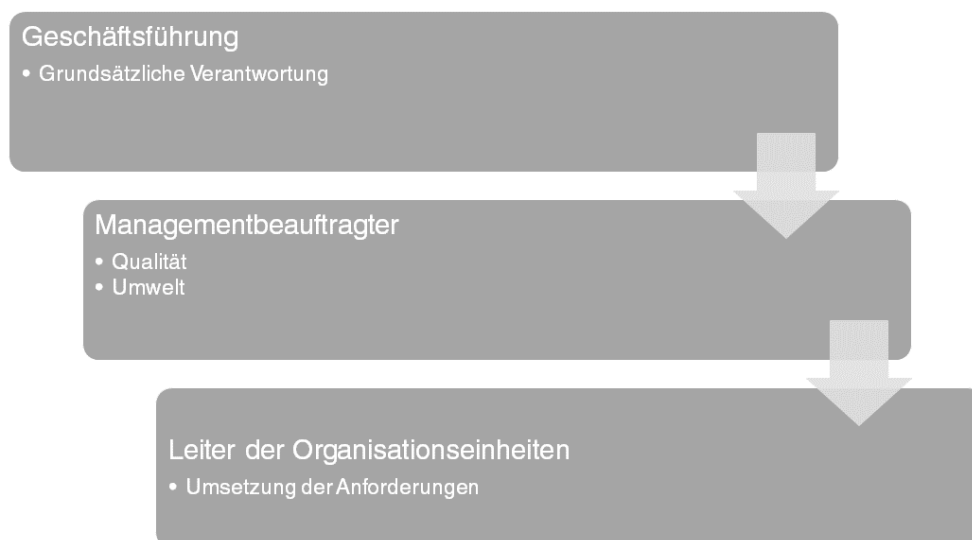 Geschäftsführung
• Grundsätzliche Verantwortung
Managementbeauftragter
• Qualität
• Umwelt
Leiter der Organisationseinheiten
• Umsetzung der Anforderungen